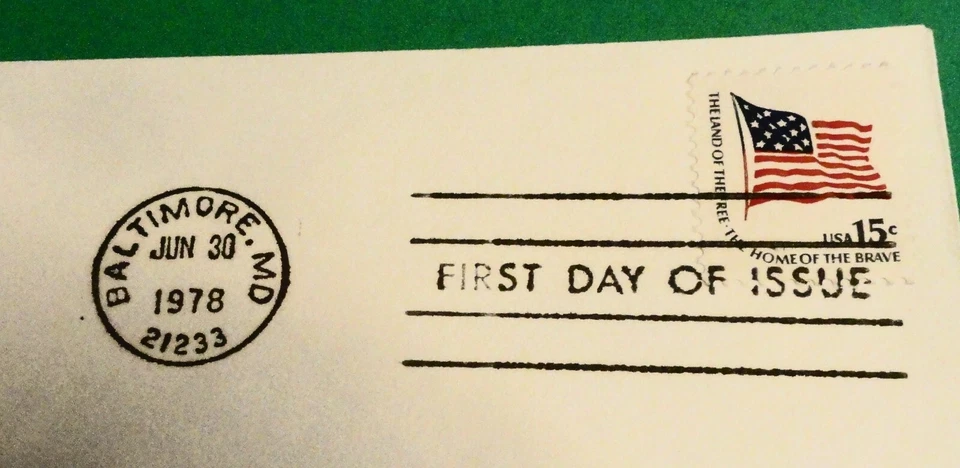 BALTIMORE. MD
JUN 30
1978
21233
THE LAND OF THE FREE · THE HOME OF THE BRAVE
USA 15c
FIRST DAY OF ISSUE